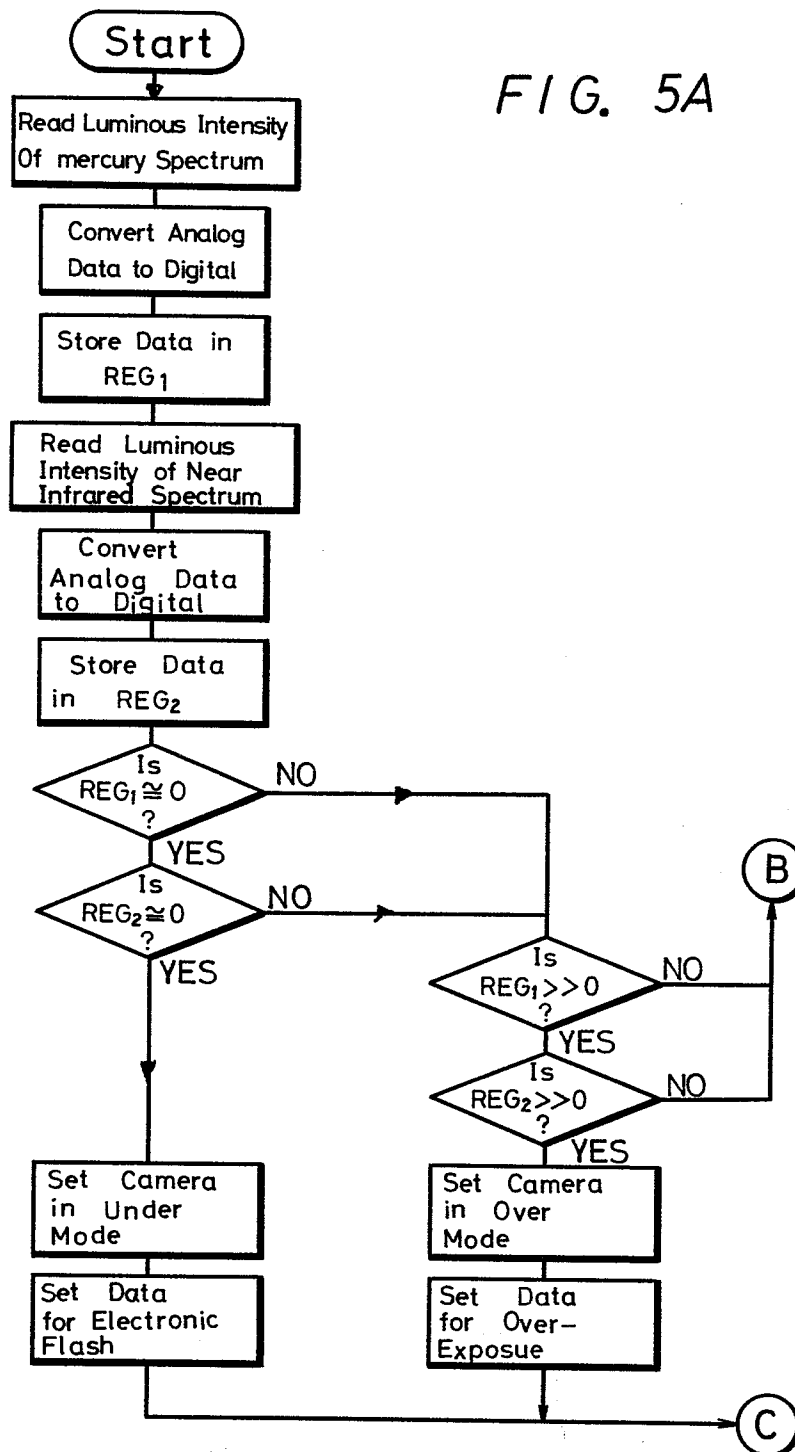 Start
FIG. 5A
Read Luminous Intensity
Of mercury Spectrum
Convert Analog
Data to Digital
Store Data in
REG₁
Read Luminous
Intensity of Near
Infrared Spectrum
Convert
Analog Data
to Digital
Store Data
in REG₂
Is
REG₁≅0
?
NO
YES
Is
REG₂≅0
?
NO
YES
B
Is
REG₁>>0
?
NO
YES
Is
REG₂>>0
?
NO
YES
Set Camera
in Under
Mode
Set Data
for Electronic
Flash
Set Camera
in Over
Mode
Set Data
for Over-
Exposue
C